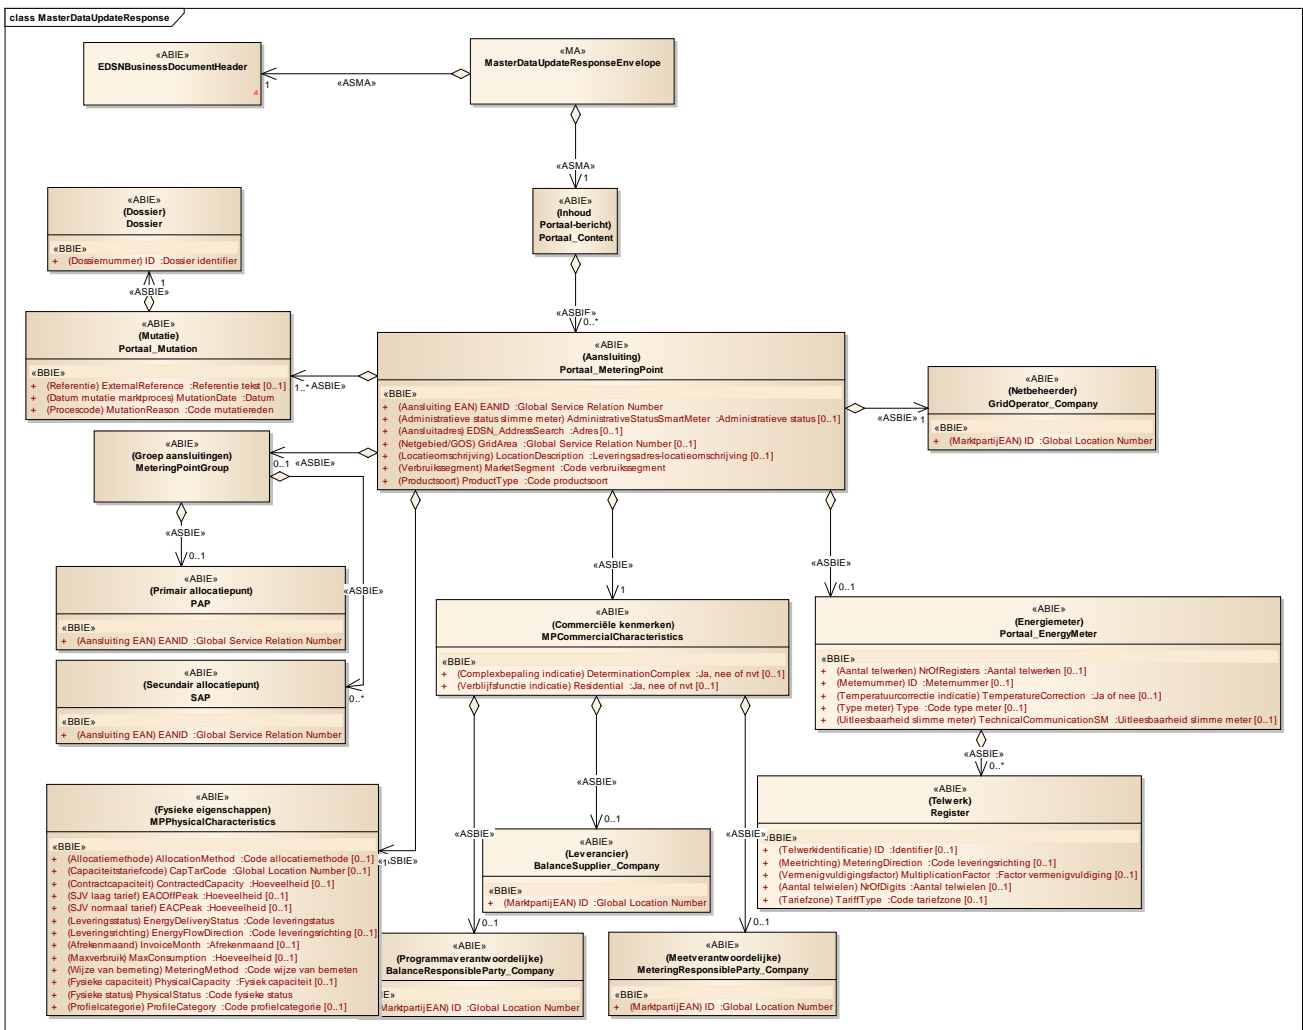 class MasterDataUpdateResponse
«ABIE»
EDSNBusinessDocumentHeader
A
1
«ASMA»
«MA»
MasterDataUpdateResponseEnvelope
«ASMA»
1
«ABIE»
(Inhoud
Portaal-bericht)
Portaal_Content
«ASBIE»
0..*
«ABIE»
(Dossier)
Dossier
«BBIE»
+ (Dossiernummer) ID :Dossier identifier
1
«ASBIE»
«ABIE»
(Mutatie)
Portaal_Mutation
«BBIE»
+ (Referentie) ExternalReference :Referentie tekst [0..1]
+ (Datum mutatie marktproces) MutationDate :Datum
+ (Procescode) MutationReason :Code mutatiereden
1..* «ASBIE»
«ABIE»
(Aansluiting)
Portaal_MeteringPoint
«BBIE»
+ (Aansluiting EAN) EANID :Global Service Relation Number
+ (Administratieve status slimme meter) AdministrativeStatusSmartMeter :Administratieve status [0..1]
+ (Aansluitadres) EDSN_AddressSearch :Adres [0..1]
+ (Netgebied/GOS) GridArea :Global Service Relation Number [0..1]
+ (Locatieomschrijving) LocationDescription :Leveringsadres-locatieomschrijving [0..1]
+ (Verbruikssegment) MarketSegment :Code verbruikssegment
+ (Productsoort) ProductType :Code productsoort
«ASBIE» 1
«ABIE»
(Netbeheerder)
GridOperator_Company
«BBIE»
+ (MarktpartijEAN) ID :Global Location Number
«ABIE»
(Groep aansluitingen)
MeteringPointGroup
0..1 «ASBIE»
«ASBIE»
0..1
«ABIE»
(Primair allocatiepunt)
PAP
«BBIE»
+ (Aansluiting EAN) EANID :Global Service Relation Number
«ASBIE»
0..*
«ABIE»
(Secundair allocatiepunt)
SAP
«BBIE»
+ (Aansluiting EAN) EANID :Global Service Relation Number
«ASBIE»
1
«ABIE»
(Commerciële kenmerken)
MPCommercialCharacteristics
«BBIE»
+ (Complexbepaling indicatie) DeterminationComplex :Ja, nee of nvt [0..1]
+ (Verblijfsfunctie indicatie) Residential :Ja, nee of nvt [0..1]
«ASBIE»
0..1
«ABIE»
(Energiemeter)
Portaal_EnergyMeter
«BBIE»
+ (Aantal telwerken) NrOfRegisters :Aantal telwerken [0..1]
+ (Meternummer) ID :Meternummer [0..1]
+ (Temperatuurcorrectie indicatie) TemperatureCorrection :Ja of nee [0..1]
+ (Type meter) Type :Code type meter [0..1]
+ (Uitleesbaarheid slimme meter) TechnicalCommunicationSM :Uitleesbaarheid slimme meter [0..1]
«ASBIE»
0..*
«ABIE»
(Telwerk)
Register
«BBIE»
+ (Telwerkidentificatie) ID :Identifier [0..1]
+ (Meetrichting) MeteringDirection :Code leveringsrichting [0..1]
+ (Vermenigvuldigingsfactor) MultiplicationFactor :Factor vermenigvuldiging [0..1]
+ (Aantal telwielen) NrOfDigits :Aantal telwielen [0..1]
+ (Tariefzone) TariffType :Code tariefzone [0..1]
«ABIE»
(Fysieke eigenschappen)
MPPhysicalCharacteristics
«BBIE»
+ (Allocatiemethode) AllocationMethod :Code allocatiemethode [0..1]
+ (Capaciteitstariefcode) CapTarCode :Global Location Number [0..1]
+ (Contractcapaciteit) ContractedCapacity :Hoeveelheid [0..1]
+ (SJV laag tarief) EACOffPeak :Hoeveelheid [0..1]
+ (SJV normaal tarief) EACPeak :Hoeveelheid [0..1]
+ (Leveringsstatus) EnergyDeliveryStatus :Code leveringstatus
+ (Leveringsrichting) EnergyFlowDirection :Code leveringsrichting [0..1]
+ (Afrekenmaand) InvoiceMonth :Afrekenmaand [0..1]
+ (Maxverbruik) MaxConsumption :Hoeveelheid [0..1]
+ (Wijze van bemeting) MeteringMethod :Code wijze van bemeten
+ (Fysieke capaciteit) PhysicalCapacity :Fysiek capaciteit [0..1]
+ (Fysieke status) PhysicalStatus :Code fysieke status
+ (Profielcategorie) ProfileCategory :Code profielcategorie [0..1]
1 «ASBIE»
«ASBIE»
0..1
«ABIE»
(Leverancier)
BalanceSupplier_Company
«BBIE»
+ (MarktpartijEAN) ID :Global Location Number
«ASBIE»
0..1
«ABIE»
(Programmaverantwoordelijke)
BalanceResponsibleParty_Company
IE»
MarktpartijEAN) ID :Global Location Number
«ASBIE»
0..1
«ABIE»
(Meetverantwoordelijke)
MeteringResponsibleParty_Company
«BBIE»
+ (MarktpartijEAN) ID :Global Location Number